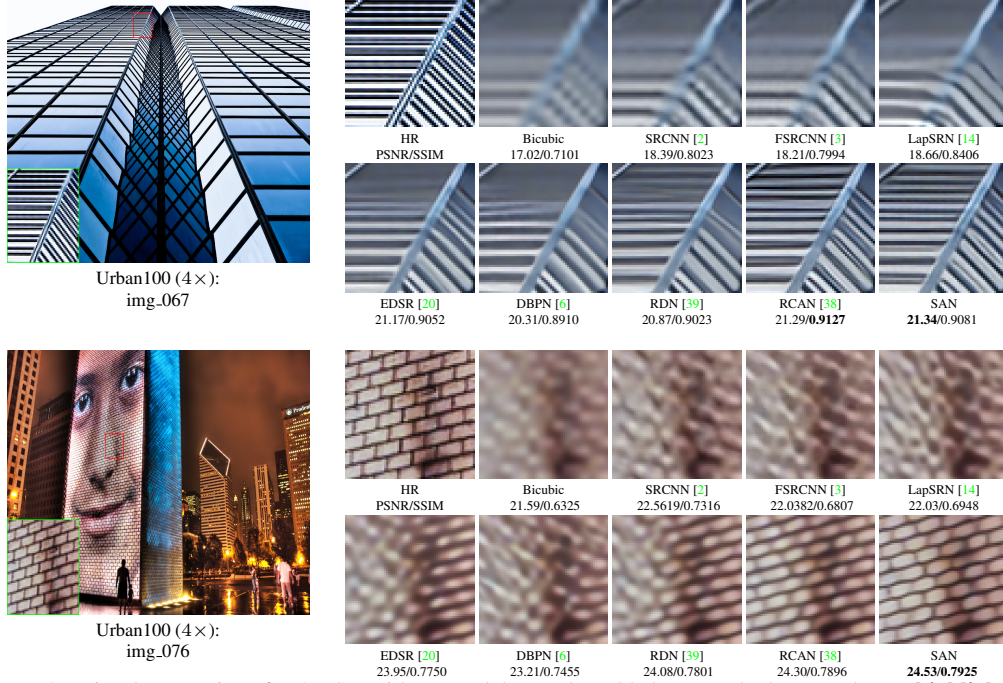 HR
PSNR/SSIM
Bicubic
17.02/0.7101
SRCNN [2]
18.39/0.8023
FSRCNN [3]
18.21/0.7994
LapSRN [14]
18.66/0.8406
EDSR [20]
21.17/0.9052
DBPN [6]
20.31/0.8910
RDN [39]
20.87/0.9023
RCAN [38]
21.29/0.9127
SAN
21.34/0.9081
Urban100 (4×):
img_067
HR
PSNR/SSIM
Bicubic
21.59/0.6325
SRCNN [2]
22.5619/0.7316
FSRCNN [3]
22.0382/0.6807
LapSRN [14]
22.03/0.6948
EDSR [20]
23.95/0.7750
DBPN [6]
23.21/0.7455
RDN [39]
24.08/0.7801
RCAN [38]
24.30/0.7896
SAN
24.53/0.7925
Urban100 (4×):
img_076